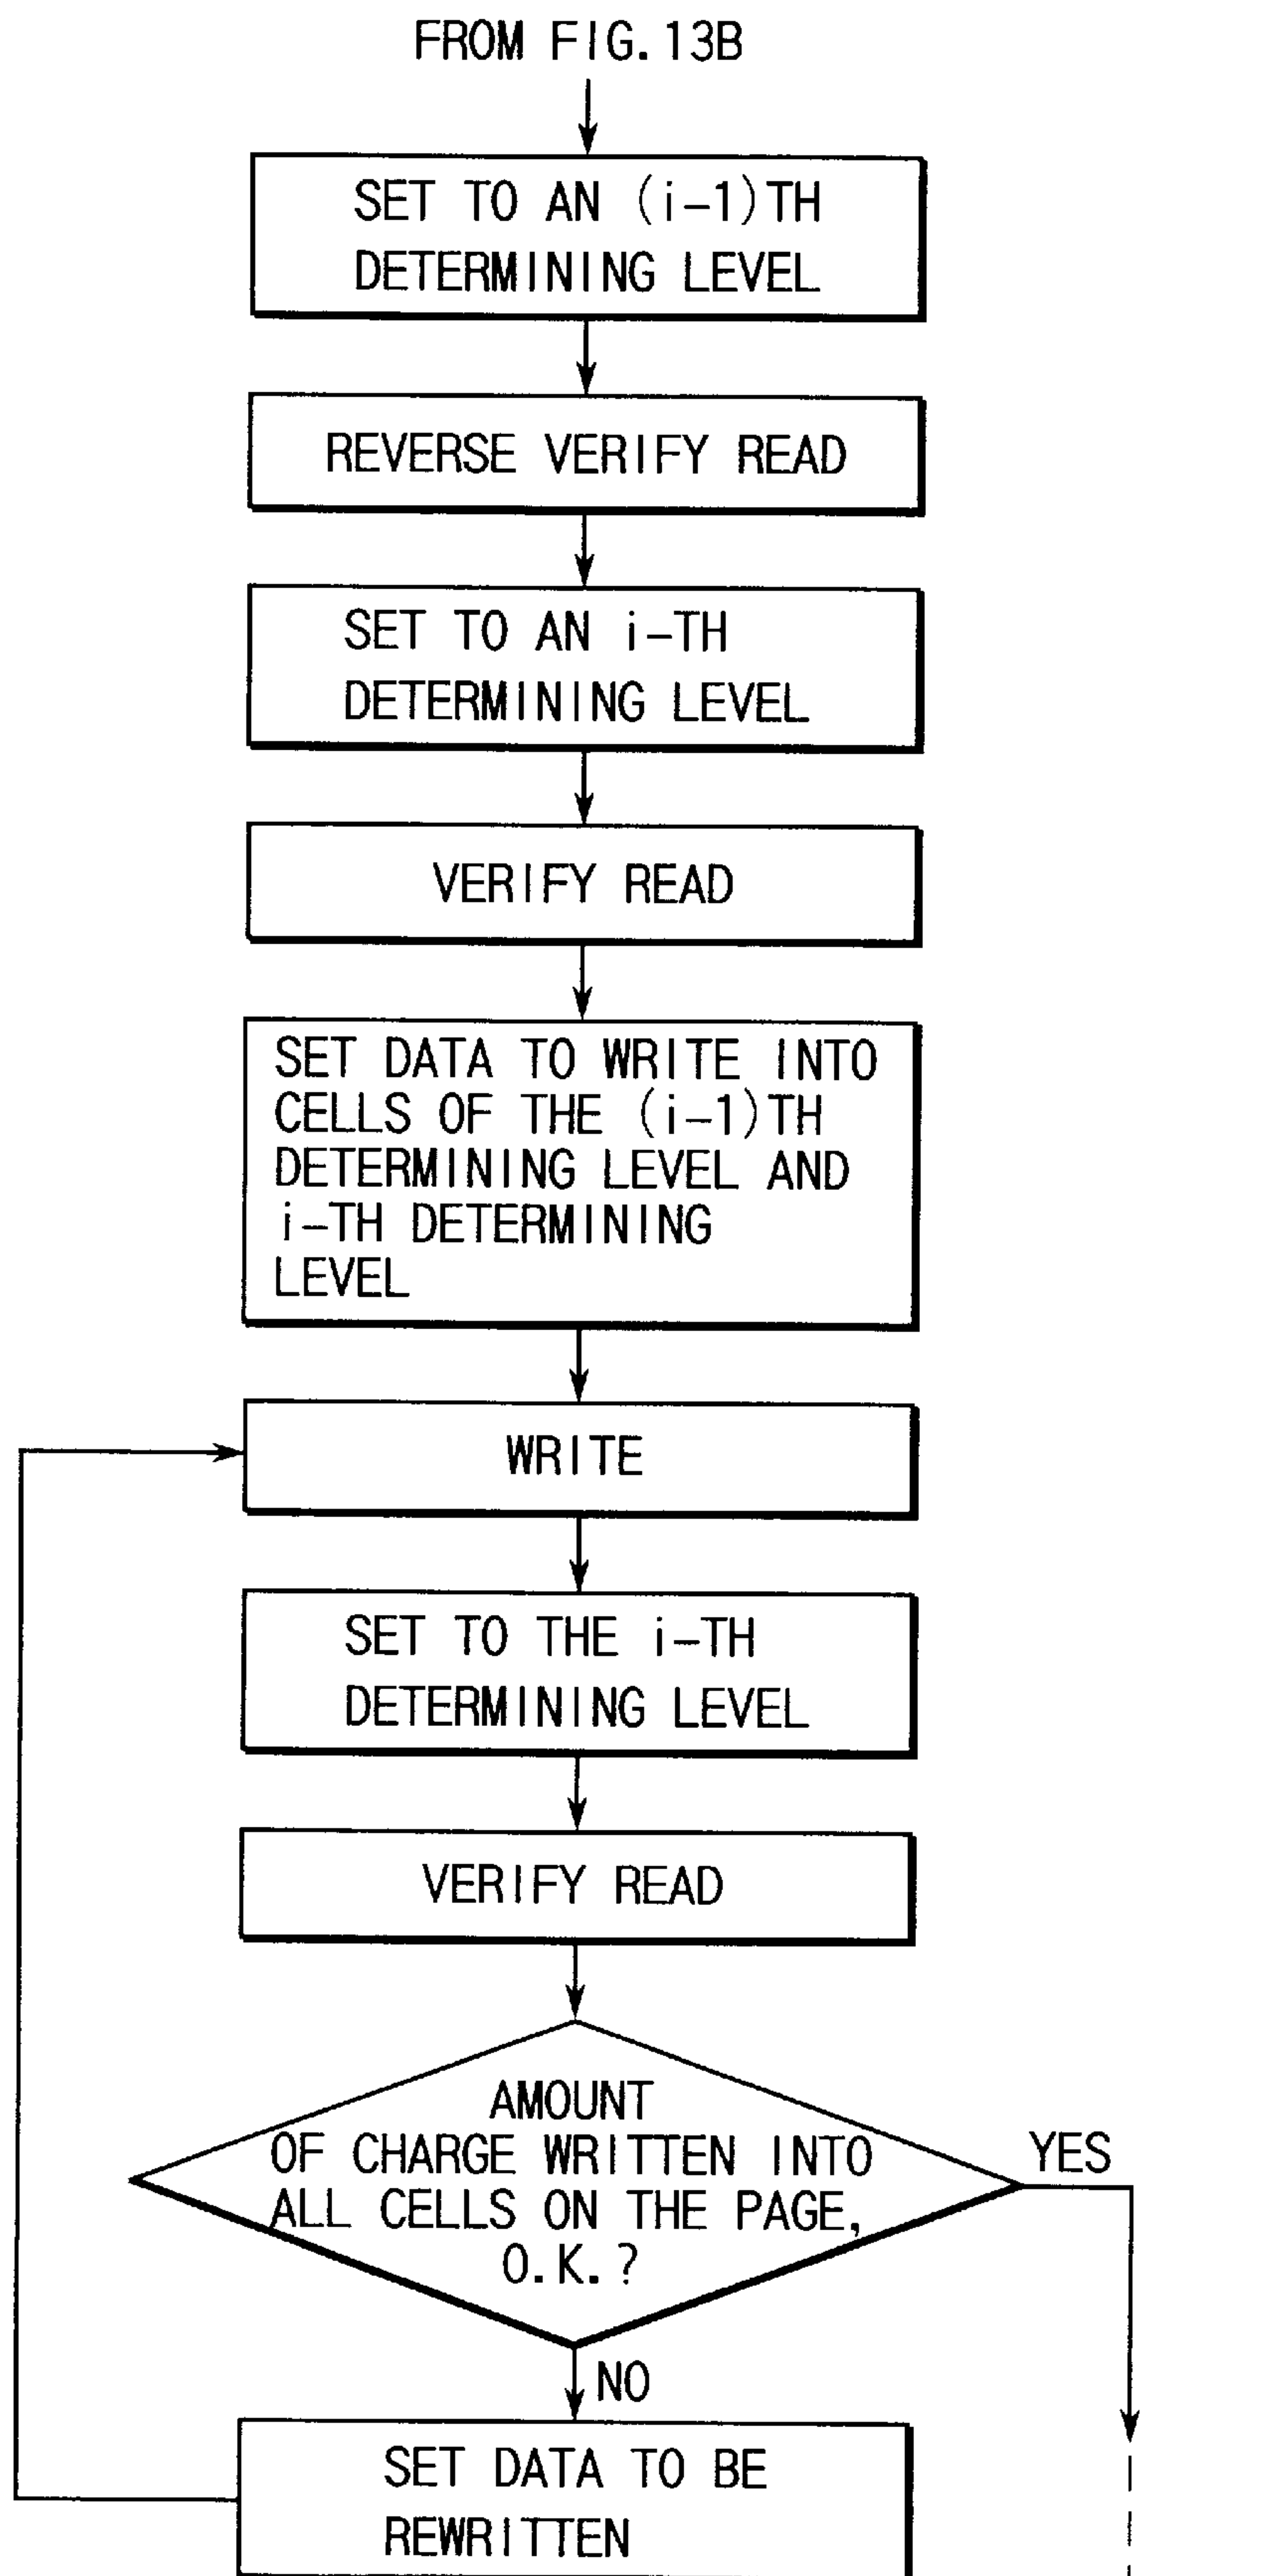 FROM FIG.13B
SET TO AN (i-1)TH
DETERMINING LEVEL
REVERSE VERIFY READ
SET TO AN i-TH
DETERMINING LEVEL
VERIFY READ
SET DATA TO WRITE INTO
CELLS OF THE (i-1)TH
DETERMINING LEVEL AND
i-TH DETERMINING
LEVEL
WRITE
SET TO THE i-TH
DETERMINING LEVEL
VERIFY READ
AMOUNT
OF CHARGE WRITTEN INTO
ALL CELLS ON THE PAGE,
O.K.?
YES
NO
SET DATA TO BE
REWRITTEN